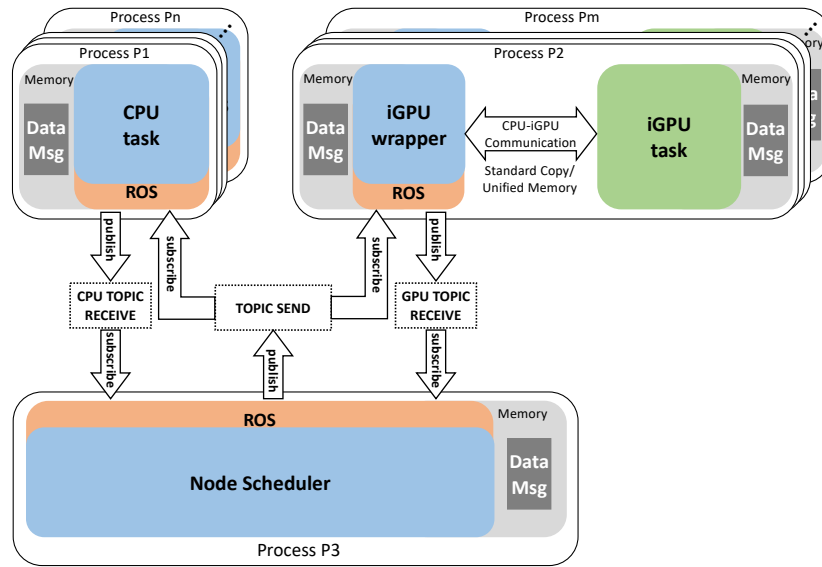 Process Pn
Process Pm
...
...
Process P1
Process P2
Memory
Memory
Memory
CPU
task
iGPU
wrapper
iGPU
task
Data
Msg
Data
Msg
Data
Msg
CPU-iGPU
Communication
Standard Copy/
Unified Memory
ROS
ROS
publish
subscribe
subscribe
publish
CPU TOPIC
RECEIVE
TOPIC SEND
GPU TOPIC
RECEIVE
subscribe
publish
subscribe
ROS
Memory
Node Scheduler
Data
Msg
Process P3